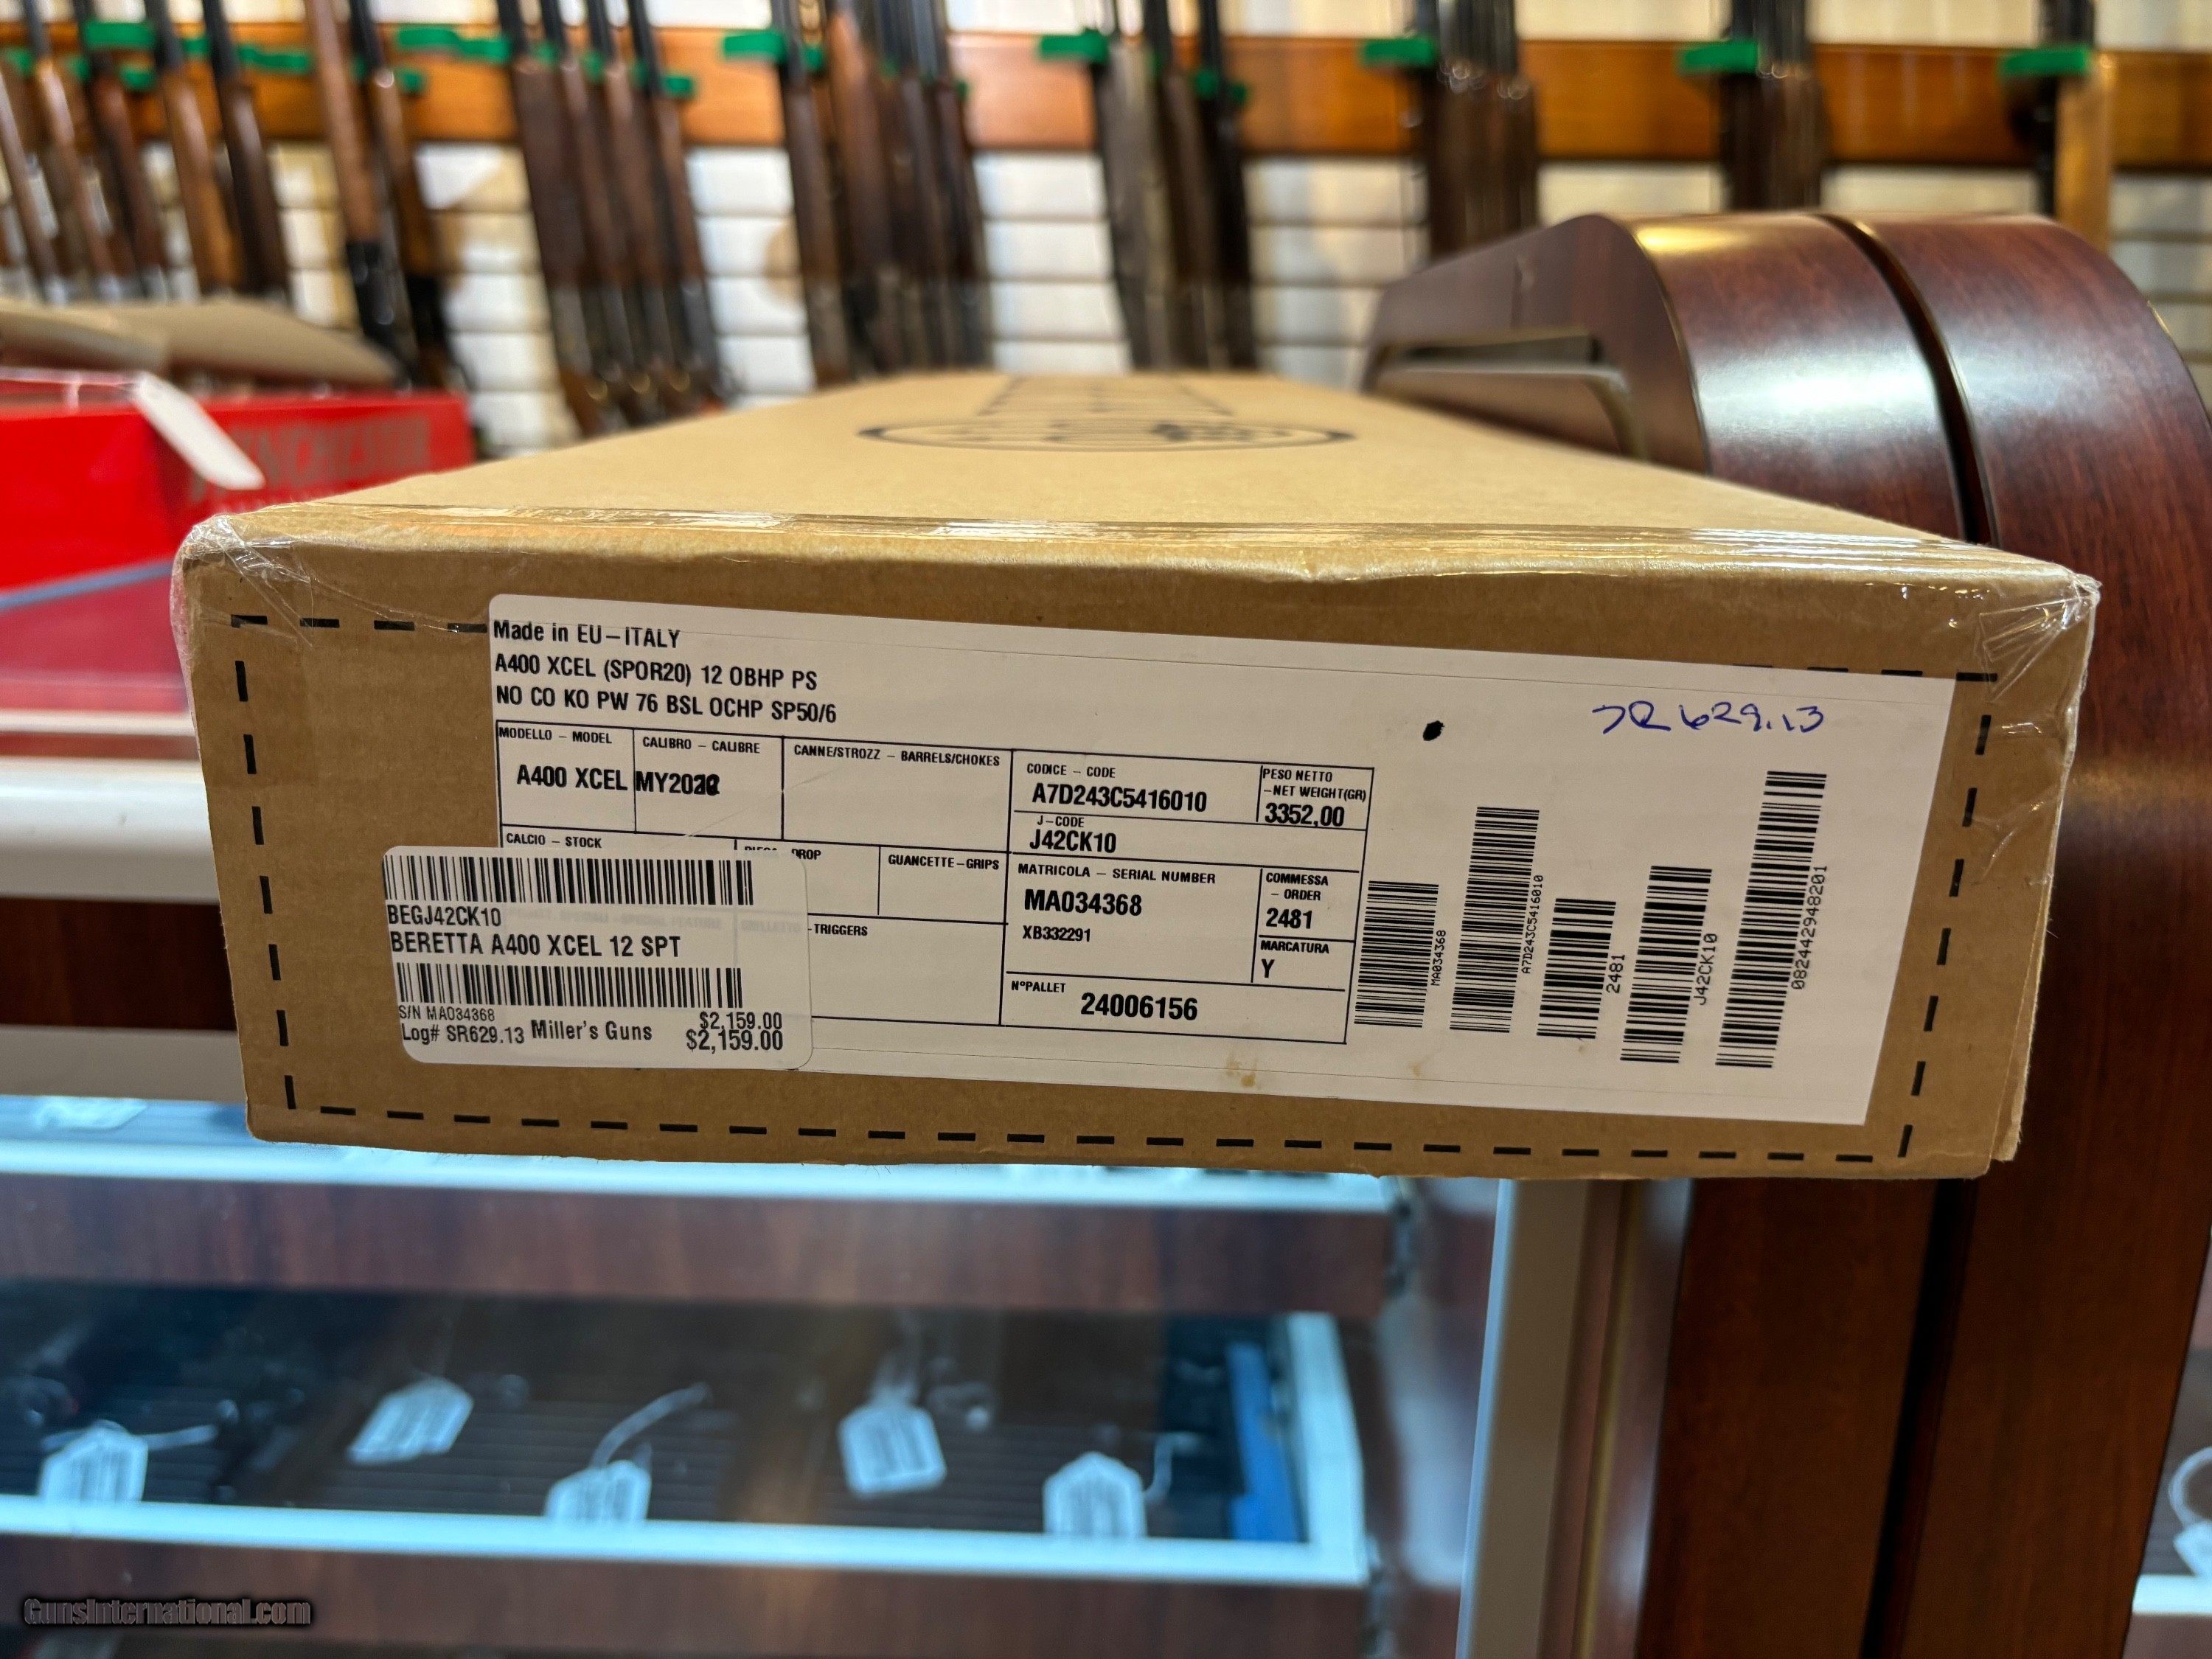 Made in EU-ITALY
A400 XCEL (SPOR20) 12 OBHP PS
NO CO KO PW 76 BSL OCHP SP50/6
MODELLO - MODEL
A400 XCEL
CALIBRO - CALIBRE
CANNE/STROZZ - BARRELS/CHOKES
CODICE - CODE
A7D243C5416010
PESO NETTO
-NET WEIGHT(GR)
3352,00
J-CODE
J42CK10
CALCIO - STOCK
DROP
GUANCETTE-GRIPS
MATRICOLA - SERIAL NUMBER
MA034368
XB332291
COMMESSA
- ORDER
2481
MARCATURA
Y
-TRIGGERS
N°PALLET
24006156
MA034368
A7D243C5416010
2481
J42CK10
082442948201
629.13
BEGJ42CK10
BERETTA A400 XCEL 12 SPT
S/N MA034368
$2,159.00
Log# SR629.13 Miller's Guns
$2,159.00
GunsInternational.com